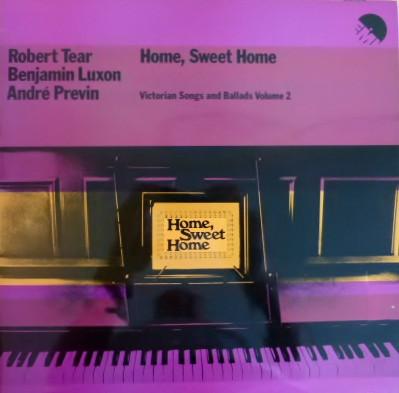 Robert Tear
Benjamin Luxon
André Previn
Home, Sweet Home
Victorian Songs and Ballads Volume 2
Home,
Sweet
Home